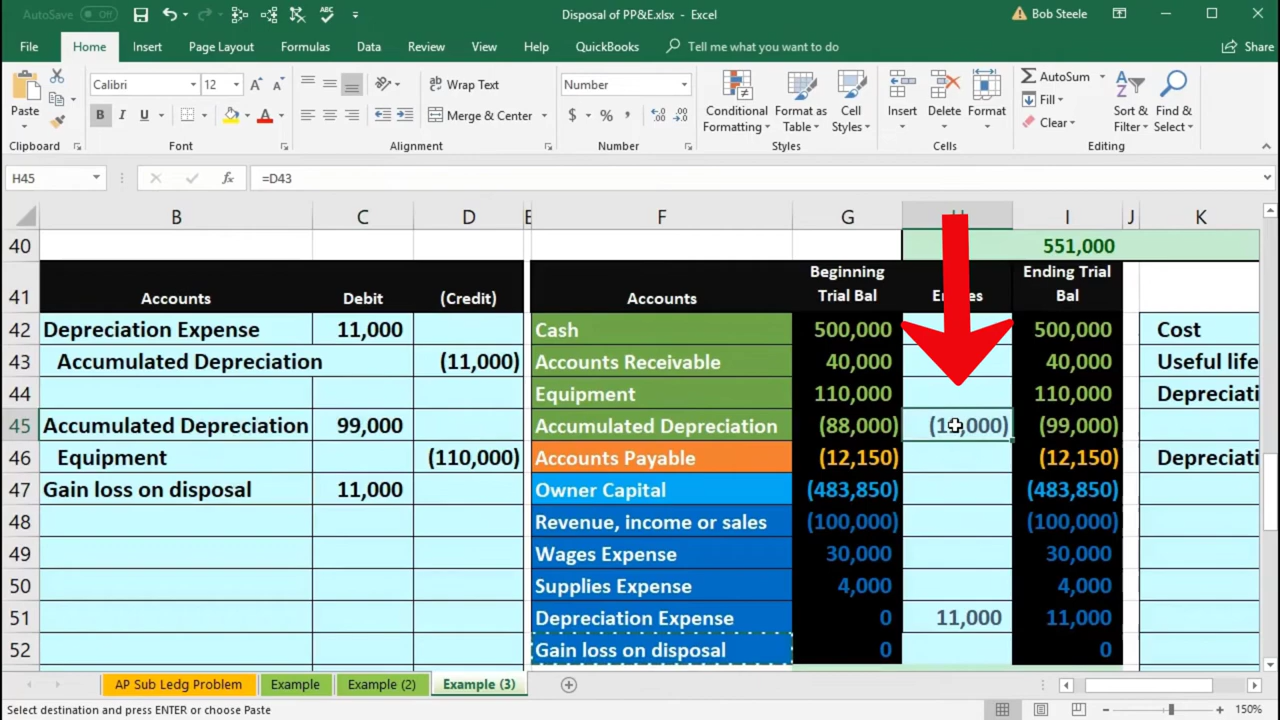 AutoSave Off Disposal of PP&E.xlsx - Excel Bob Steele
File Home Insert Page Layout Formulas Data Review View Help QuickBooks Tell me what you want to do Share
Paste Calibri 12 A A Wrap Text Number Conditional Formatting Format as Table Cell Styles Insert Delete Format AutoSum Sort & Filter Find & Select
B I U A Merge & Center $ % , Fill
Clear
Clipboard Font Alignment Number Styles Cells Editing
H45 fx =D43
B C D E F G H I J K
40 551,000
41 Accounts Debit (Credit) Accounts Beginning Trial Bal Ending Trial Bal
42 Depreciation Expense 11,000 Cash 500,000 500,000 Cost
43 Accumulated Depreciation (11,000) Accounts Receivable 40,000 40,000 Useful life
44 Equipment 110,000 110,000 Depreciati
45 Accumulated Depreciation 99,000 Accumulated Depreciation (88,000) (11,000) (99,000)
46 Equipment (110,000) Accounts Payable (12,150) (12,150) Depreciati
47 Gain loss on disposal 11,000 Owner Capital (483,850) (483,850)
48 Revenue, income or sales (100,000) (100,000)
49 Wages Expense 30,000 30,000
50 Supplies Expense 4,000 4,000
51 Depreciation Expense 0 11,000 11,000
52 Gain loss on disposal 0 0
AP Sub Ledg Problem Example Example (2) Example (3)
Select destination and press ENTER or choose Paste 150%